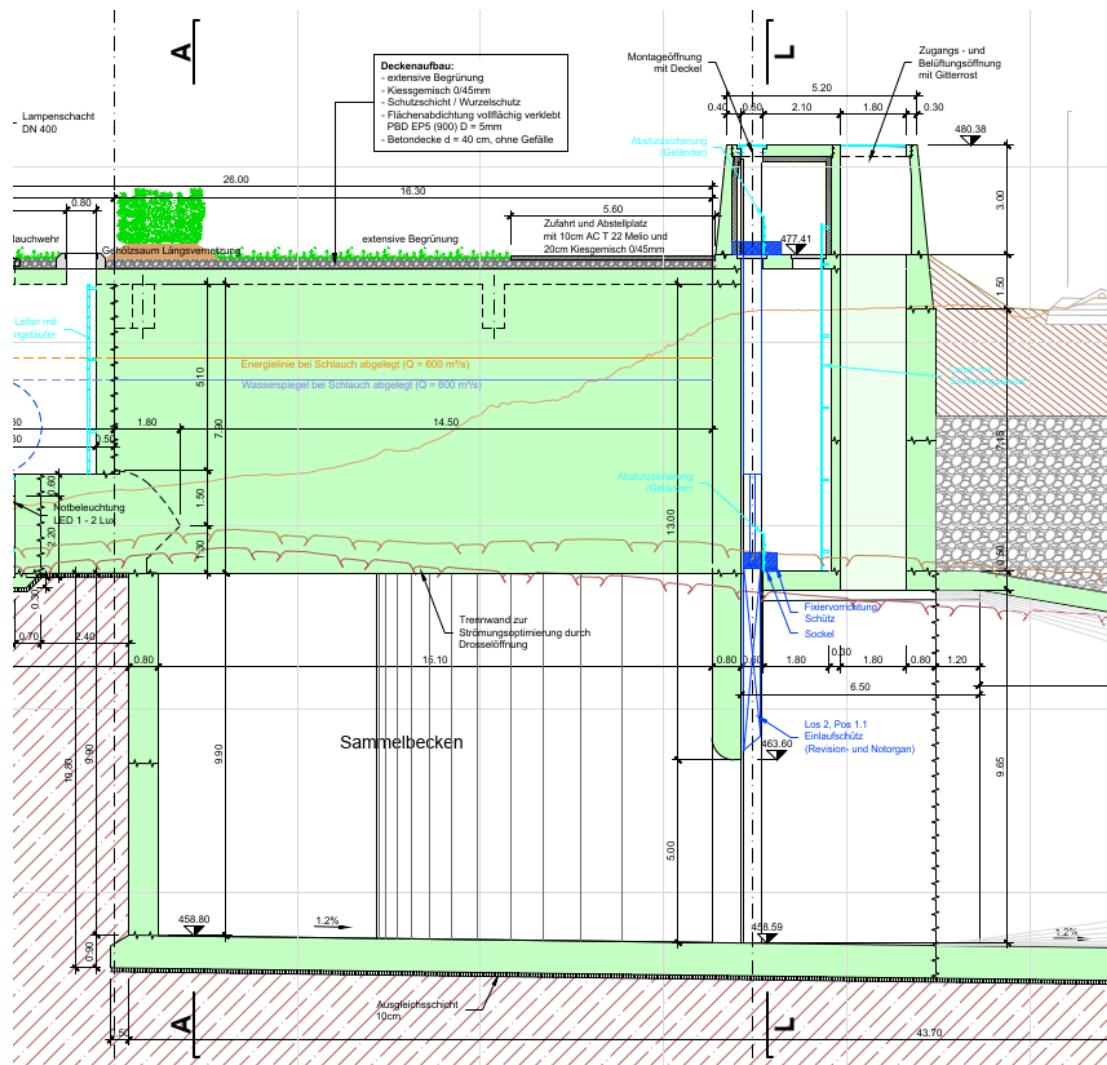 A
L
Deckenaufbau:
- extensive Begrünung
- Kiessgemisch 0/45mm
- Schutzschicht / Wurzelschutz
- Flächenabdichtung vollflächig verklebt
PBD EP5 (900) D = 5mm
- Betondecke d = 40 cm, ohne Gefälle
Montageöffnung
mit Deckel
Zugangs - und
Belüftungsöffnung
mit Gitterrost
5.20
0.40
0.60
2.10
1.80
0.30
Lampenschacht
DN 400
Absturzsicherung
(Geländer)
480.38
26.00
16.30
0.80
5.60
3.00
Zufahrt und Abstellplatz
mit 10cm AC T 22 Melio und
20cm Kiesgemisch 0/45mm
lauchwehr
Gehölzsaum Längsvernetzung
extensive Begrünung
477.41
1.50
Leiter mit
ngsläufer
Energielinie bei Schlauch abgelegt (Q = 600 m³/s)
Wasserspiegel bei Schlauch abgelegt (Q = 600 m³/s)
5.10
7.90
60
60
0.50
1.80
14.50
7.15
Absturzsicherung
(Geländer)
0.60
Notbeleuchtung
LED 1 - 2 Lux
2.20
1.50
1.30
13.00
0.50
0.30
Trennwand zur
Strömungsoptimierung durch
Drosselöffnung
Fixiervorrichtung
Schütz
Sockel
0.70
2.40
0.80
15.10
0.80
0.60
1.80
0.30
1.80
0.80
1.20
6.50
Los 2, Pos 1.1
Einlaufschütz
(Revision- und Notorgan)
463.60
Sammelbecken
10.80
9.90
9.90
9.65
5.00
458.80
1.2%
458.59
1.2%
0.90
Ausgleichsschicht
10cm
.50
43.70
A
L